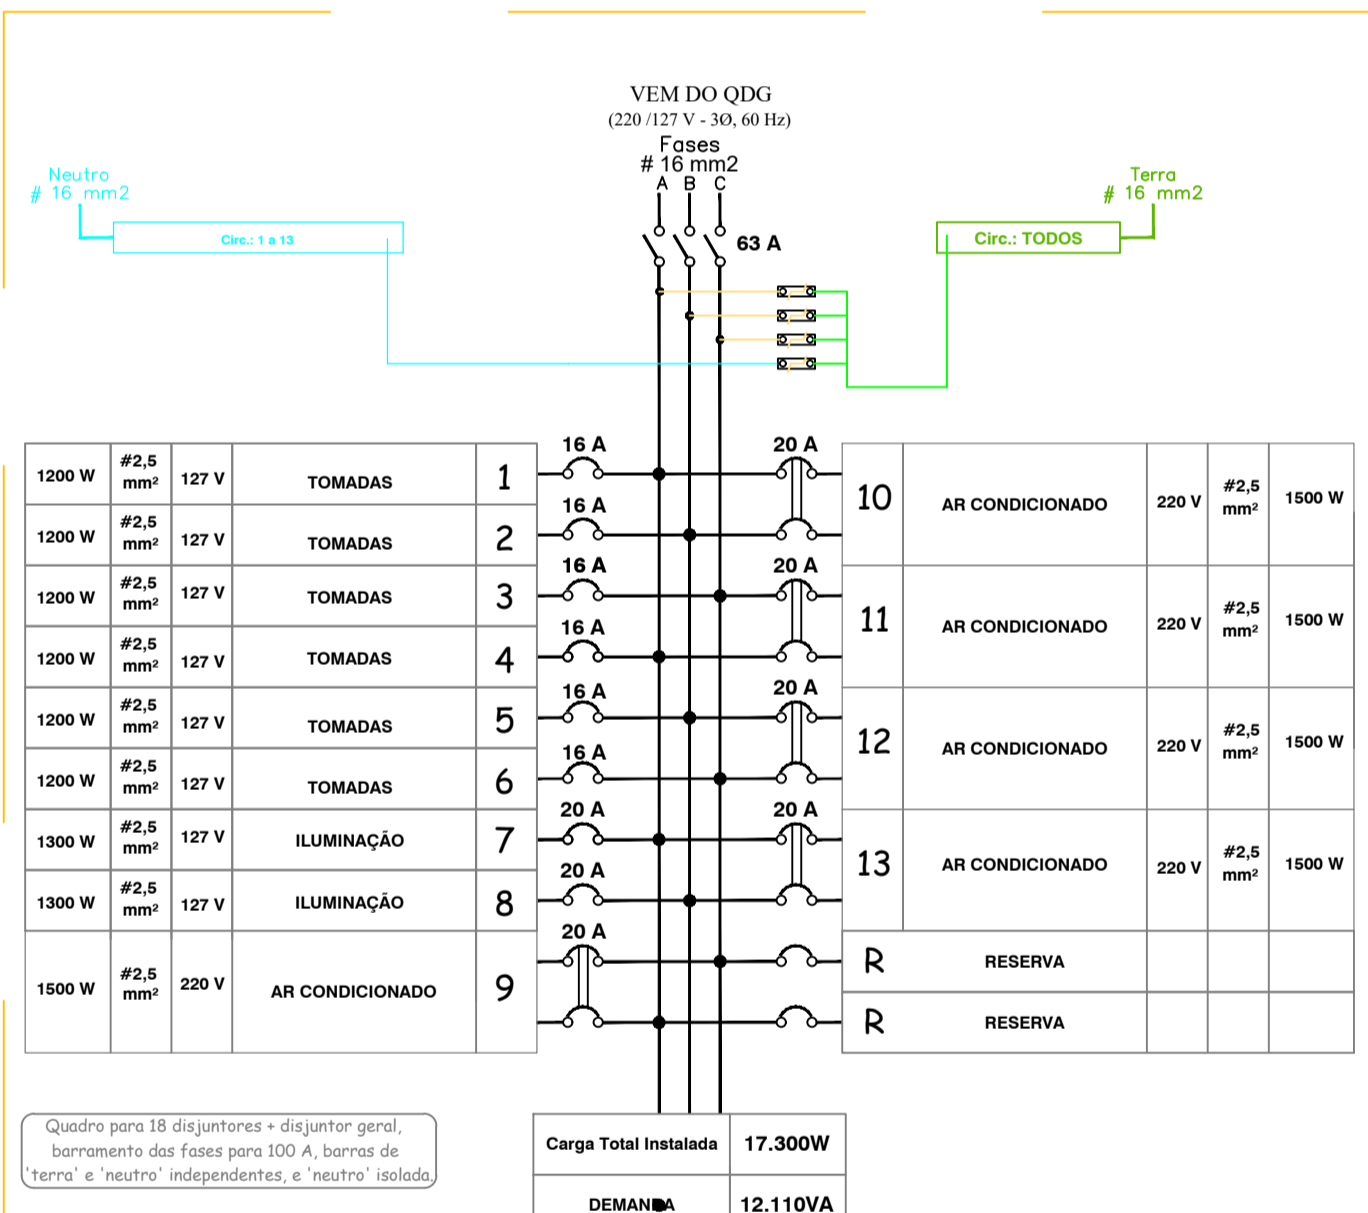 VEM DO QDG
(220 /127 V - 3Ø, 60 Hz)
Fases
# 16 mm2
A B C
63 A
Neutro
# 16 mm2
Circ.: 1 a 13
Terra
# 16 mm2
Circ.: TODOS
1200 W #2,5 mm² 127 V TOMADAS 1 16 A
1200 W #2,5 mm² 127 V TOMADAS 2 16 A
1200 W #2,5 mm² 127 V TOMADAS 3 16 A
1200 W #2,5 mm² 127 V TOMADAS 4 16 A
1200 W #2,5 mm² 127 V TOMADAS 5 16 A
1200 W #2,5 mm² 127 V TOMADAS 6 16 A
1300 W #2,5 mm² 127 V ILUMINAÇÃO 7 20 A
1300 W #2,5 mm² 127 V ILUMINAÇÃO 8 20 A
1500 W #2,5 mm² 220 V AR CONDICIONADO 9 20 A
20 A 10 AR CONDICIONADO 220 V #2,5 mm² 1500 W
20 A 11 AR CONDICIONADO 220 V #2,5 mm² 1500 W
20 A 12 AR CONDICIONADO 220 V #2,5 mm² 1500 W
20 A 13 AR CONDICIONADO 220 V #2,5 mm² 1500 W
R RESERVA
R RESERVA
Quadro para 18 disjuntores + disjuntor geral,
barramento das fases para 100 A, barras de
'terra' e 'neutro' independentes, e 'neutro' isolada.
Carga Total Instalada 17.300W
DEMANDA 12.110VA